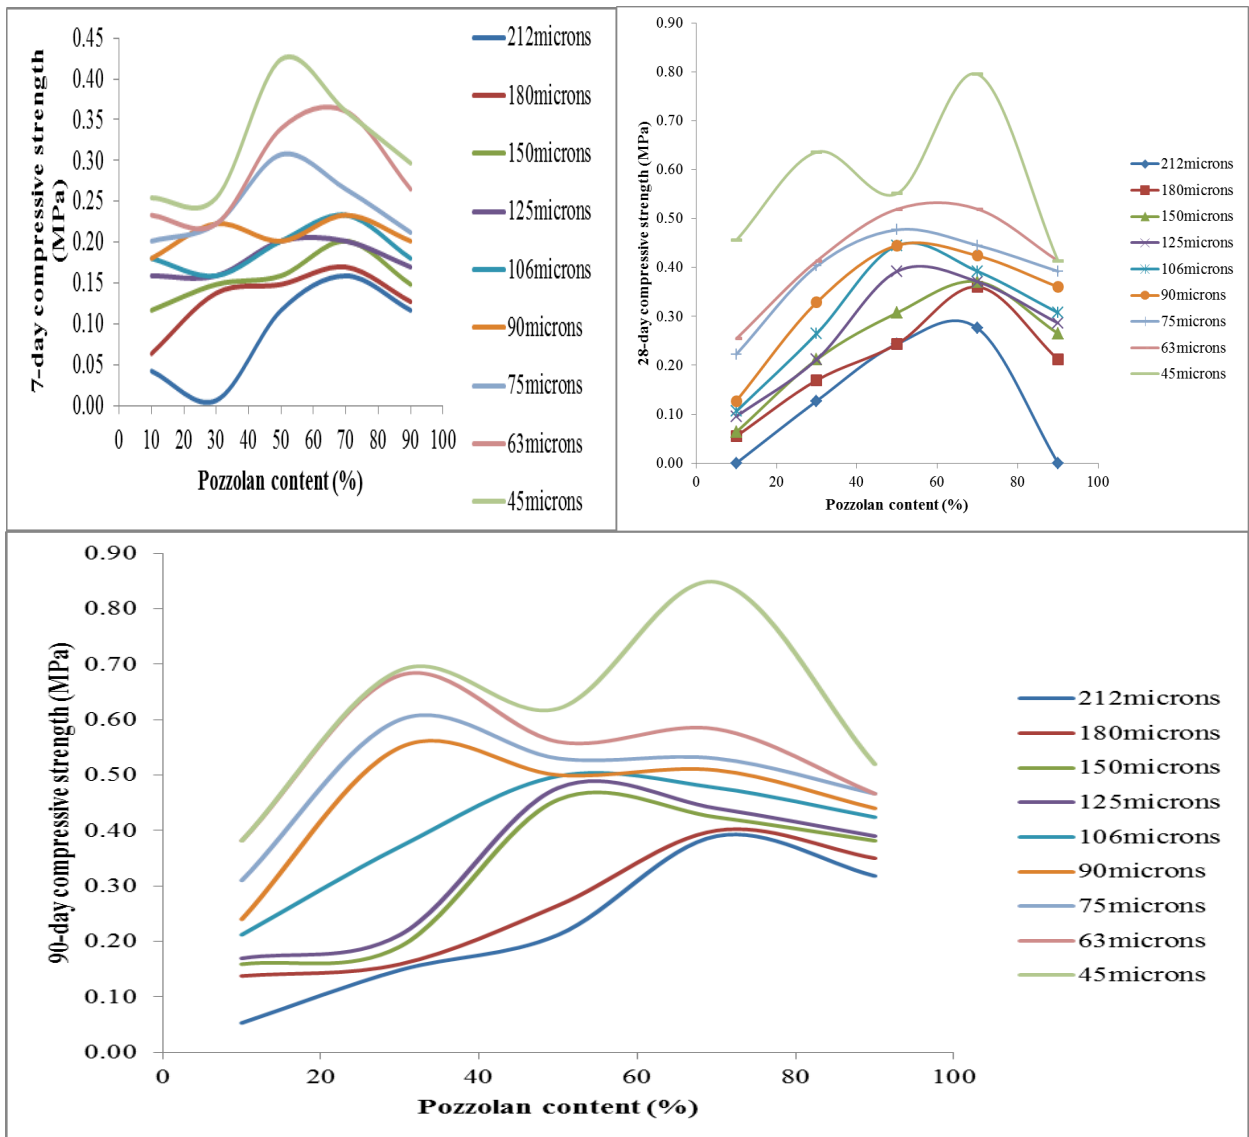 7-day compressive strength
(MPa)
0.45
0.40
0.35
0.30
0.25
0.20
0.15
0.10
0.05
0.00
0 10 20 30 40 50 60 70 80 90 100
Pozzolan content (%)
212microns
180microns
150microns
125microns
106microns
90microns
75microns
63microns
45microns
28-day compressive strength (MPa)
0.90
0.80
0.70
0.60
0.50
0.40
0.30
0.20
0.10
0.00
0 20 40 60 80 100
Pozzolan content (%)
212microns
180microns
150microns
125microns
106microns
90microns
75microns
63microns
45microns
90-day compressive strength (MPa)
0.90
0.80
0.70
0.60
0.50
0.40
0.30
0.20
0.10
0.00
0 20 40 60 80 100
Pozzolan content (%)
212microns
180microns
150microns
125microns
106microns
90microns
75microns
63microns
45microns